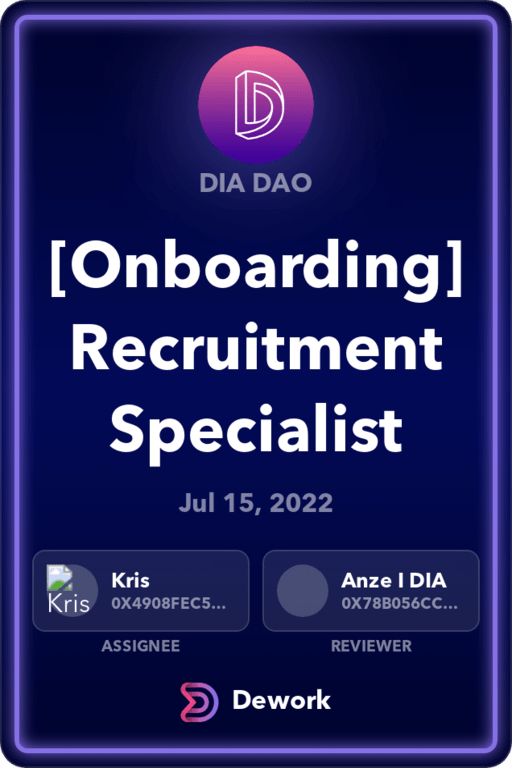 DIA DAO
[Onboarding]
Recruitment
Specialist
Jul 15, 2022
Kris
Kris
0X4908FEC5...
ASSIGNEE
Anze I DIA
0X78B056CC...
REVIEWER
Dework